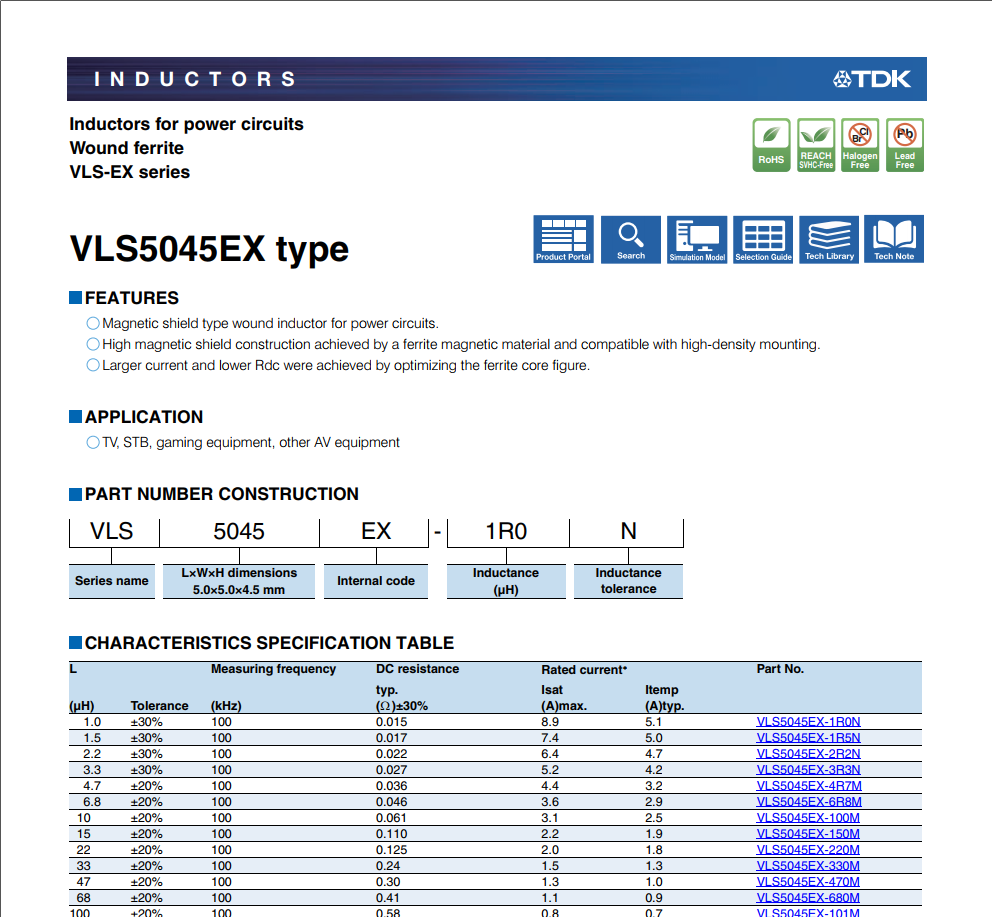 INDUCTORS
TDK
Inductors for power circuits
Wound ferrite
VLS-EX series
RoHS
REACH
SVHC-Free
Br Cl
Halogen
Free
Pb
Lead
Free
VLS5045EX type
Product Portal
Search
Simulation Model
Selection Guide
Tech Library
Tech Note
FEATURES
Magnetic shield type wound inductor for power circuits.
High magnetic shield construction achieved by a ferrite magnetic material and compatible with high-density mounting.
Larger current and lower Rdc were achieved by optimizing the ferrite core figure.
APPLICATION
TV, STB, gaming equipment, other AV equipment
PART NUMBER CONSTRUCTION
VLS 5045 EX - 1R0 N
Series name
L×W×H dimensions
5.0×5.0×4.5 mm
Internal code
Inductance
(μH)
Inductance
tolerance
CHARACTERISTICS SPECIFICATION TABLE
L Measuring frequency DC resistance Rated current* Part No.
typ. Isat Itemp
(μH) Tolerance (kHz) (Ω)±30% (A)max. (A)typ.
1.0 ±30% 100 0.015 8.9 5.1 VLS5045EX-1R0N
1.5 ±30% 100 0.017 7.4 5.0 VLS5045EX-1R5N
2.2 ±30% 100 0.022 6.4 4.7 VLS5045EX-2R2N
3.3 ±30% 100 0.027 5.2 4.2 VLS5045EX-3R3N
4.7 ±20% 100 0.036 4.4 3.2 VLS5045EX-4R7M
6.8 ±20% 100 0.046 3.6 2.9 VLS5045EX-6R8M
10 ±20% 100 0.061 3.1 2.5 VLS5045EX-100M
15 ±20% 100 0.110 2.2 1.9 VLS5045EX-150M
22 ±20% 100 0.125 2.0 1.8 VLS5045EX-220M
33 ±20% 100 0.24 1.5 1.3 VLS5045EX-330M
47 ±20% 100 0.30 1.3 1.0 VLS5045EX-470M
68 ±20% 100 0.41 1.1 0.9 VLS5045EX-680M
100 ±20% 100 0.58 0.8 0.7 VLS5045EX-101M